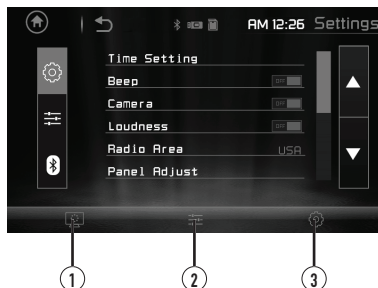 AM 12:26 Settings
Time Setting
Beep OFF
Camera OFF
Loudness OFF
Radio Area USA
Panel Adjust
1 2 3